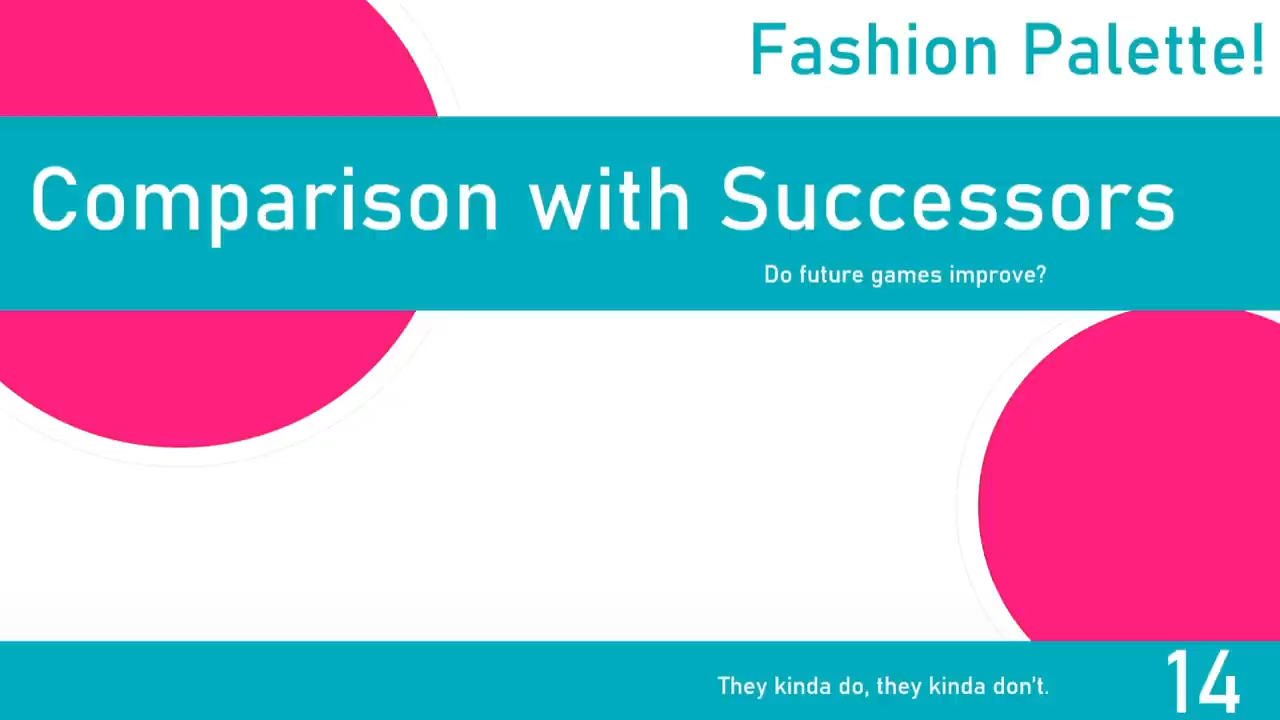 Fashion Palette!
Comparison with Successors
Do future games improve?
They kinda do, they kinda don't.
14